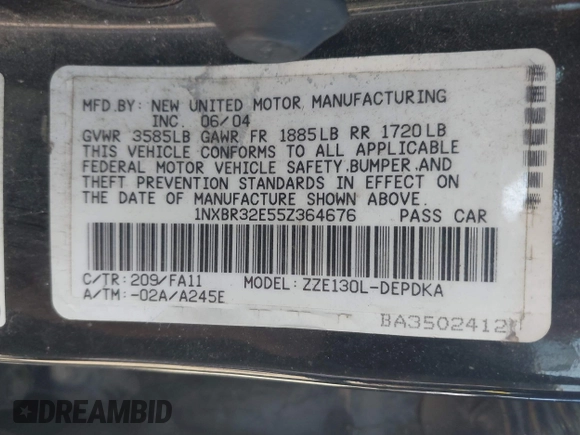 MFD.BY: NEW UNITED MOTOR MANUFACTURING
INC. 06/04
GVWR 3585LB GAWR FR 1885LB RR 1720LB
THIS VEHICLE CONFORMS TO ALL APPLICABLE
FEDERAL MOTOR VEHICLE SAFETY,BUMPER,AND
THEFT PREVENTION STANDARDS IN EFFECT ON
THE DATE OF MANUFACTURE SHOWN ABOVE.
1NXBR32E55Z364676 PASS CAR
C/TR:209/FA11 MODEL:ZZE130L-DEPDKA
A/TM:-02A/A245E
BA3502412
DREAMBID